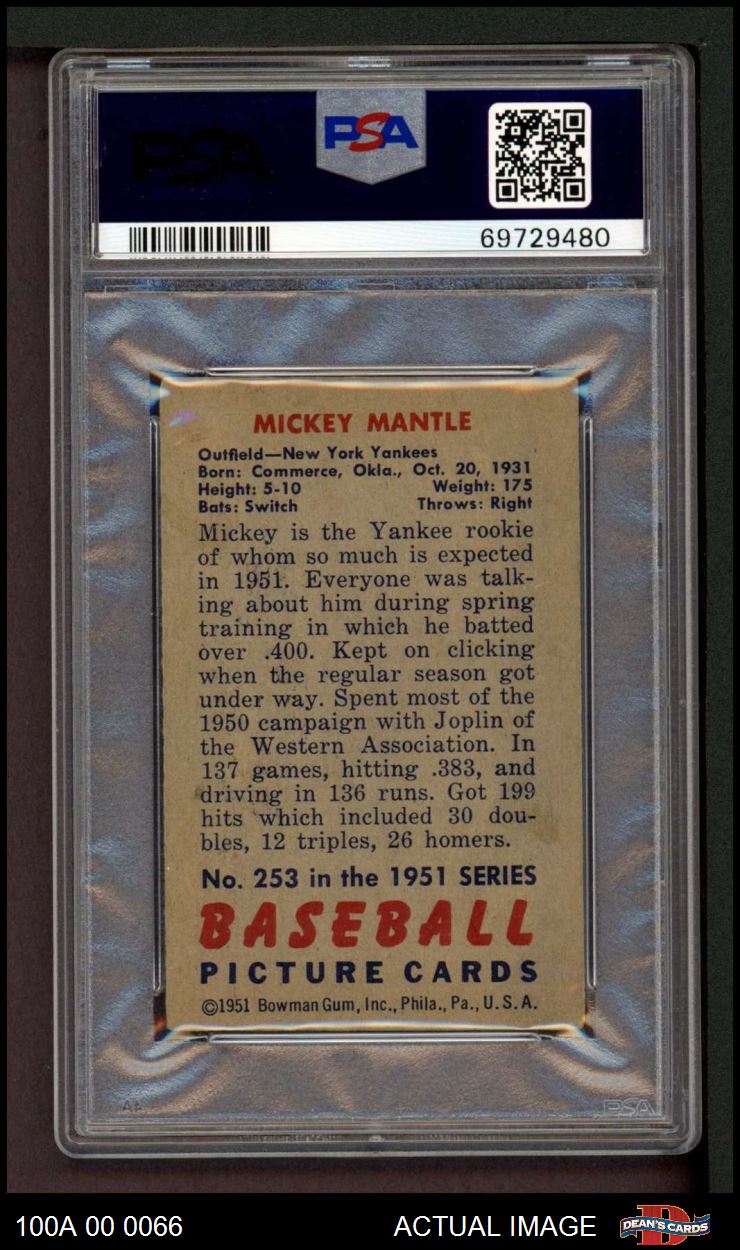 PSA
PSA
69729480
MICKEY MANTLE
Outfield—New York Yankees
Born: Commerce, Okla., Oct. 20, 1931
Height: 5-10 Weight: 175
Bats: Switch Throws: Right
Mickey is the Yankee rookie
of whom so much is expected
in 1951. Everyone was talk-
ing about him during spring
training in which he batted
over .400. Kept on clicking
when the regular season got
under way. Spent most of the
1950 campaign with Joplin of
the Western Association. In
137 games, hitting .383, and
driving in 136 runs. Got 199
hits which included 30 dou-
bles, 12 triples, 26 homers.
No. 253 in the 1951 SERIES
BASEBALL
PICTURE CARDS
©1951 Bowman Gum, Inc., Phila., Pa., U.S.A.
PSA
100A 00 0066 ACTUAL IMAGE DEAN'S CARDS